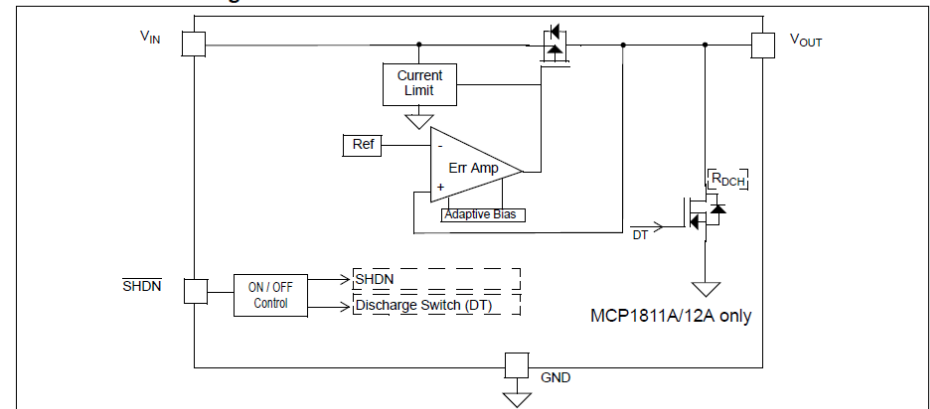 VIN
VOUT
Current
Limit
Ref
-
Err Amp
+
Adaptive Bias
RDCH
DT
SHDN
ON / OFF
Control
SHDN
Discharge Switch (DT)
MCP1811A/12A only
GND